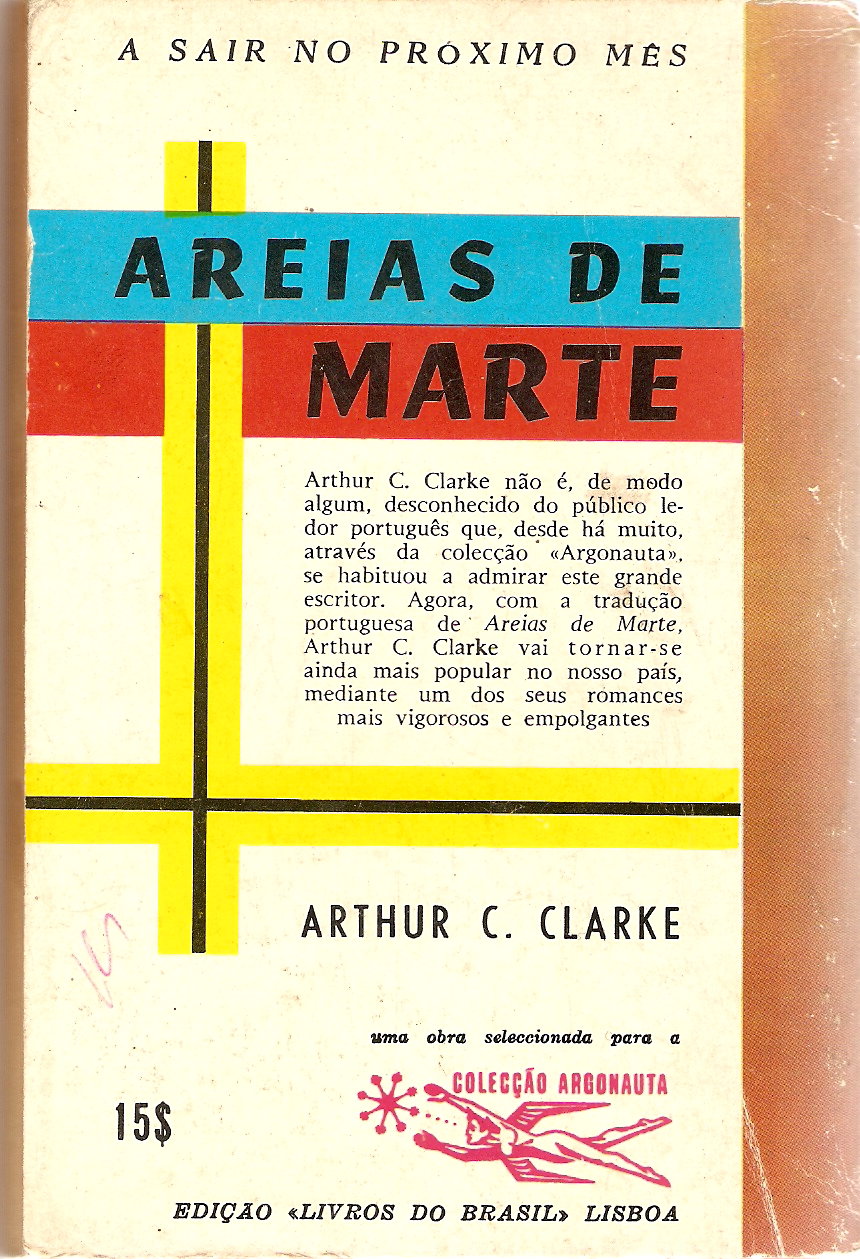 A SAIR NO PRÓXIMO MÊS
AREIAS DE
MARTE
Arthur C. Clarke não é, de modo
algum, desconhecido do público le-
dor português que, desde há muito,
através da colecção «Argonauta»,
se habituou a admirar este grande
escritor. Agora, com a tradução
portuguesa de Areias de Marte,
Arthur C. Clarke vai tornar-se
ainda mais popular no nosso país,
mediante um dos seus romances
mais vigorosos e empolgantes
ARTHUR C. CLARKE
uma obra seleccionada para a
COLECÇÃO ARGONAUTA
15$
EDIÇÃO «LIVROS DO BRASIL» LISBOA